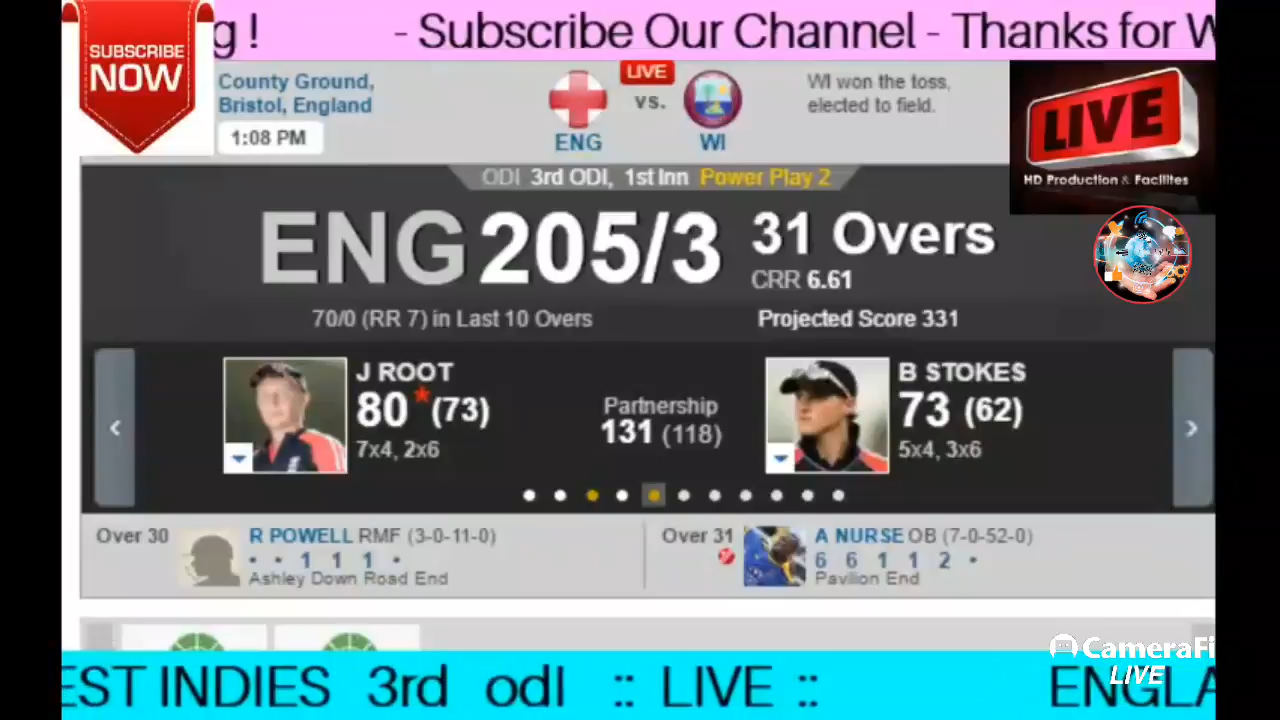 g !
- Subscribe Our Channel - Thanks for W
SUBSCRIBE
NOW
County Ground,
Bristol, England
1:08 PM
LIVE
vs.
ENG
WI
WI won the toss,
elected to field.
LIVE
HD Production & Facilites
ODI 3rd ODI, 1st Inn Power Play 2
ENG 205/3
31 Overs
CRR 6.61
70/0 (RR 7) in Last 10 Overs
Projected Score 331
J ROOT
80 * (73)
7x4, 2x6
Partnership
131 (118)
B STOKES
73 (62)
5x4, 3x6
Over 30
R POWELL RMF (3-0-11-0)
• • 1 1 1 •
Ashley Down Road End
Over 31
A NURSE OB (7-0-52-0)
6 6 1 1 2 •
Pavilion End
CameraFi
LIVE
EST INDIES 3rd odI :: LIVE :: ENGLA